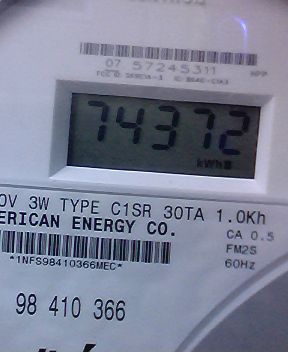 07 57245311
74372
kWh
0V 3W TYPE C1SR 30TA 1.0Kh
ERICAN ENERGY CO.
CA 0.5
FM2S
*1NFS98410366MEC*
60Hz
98 410 366